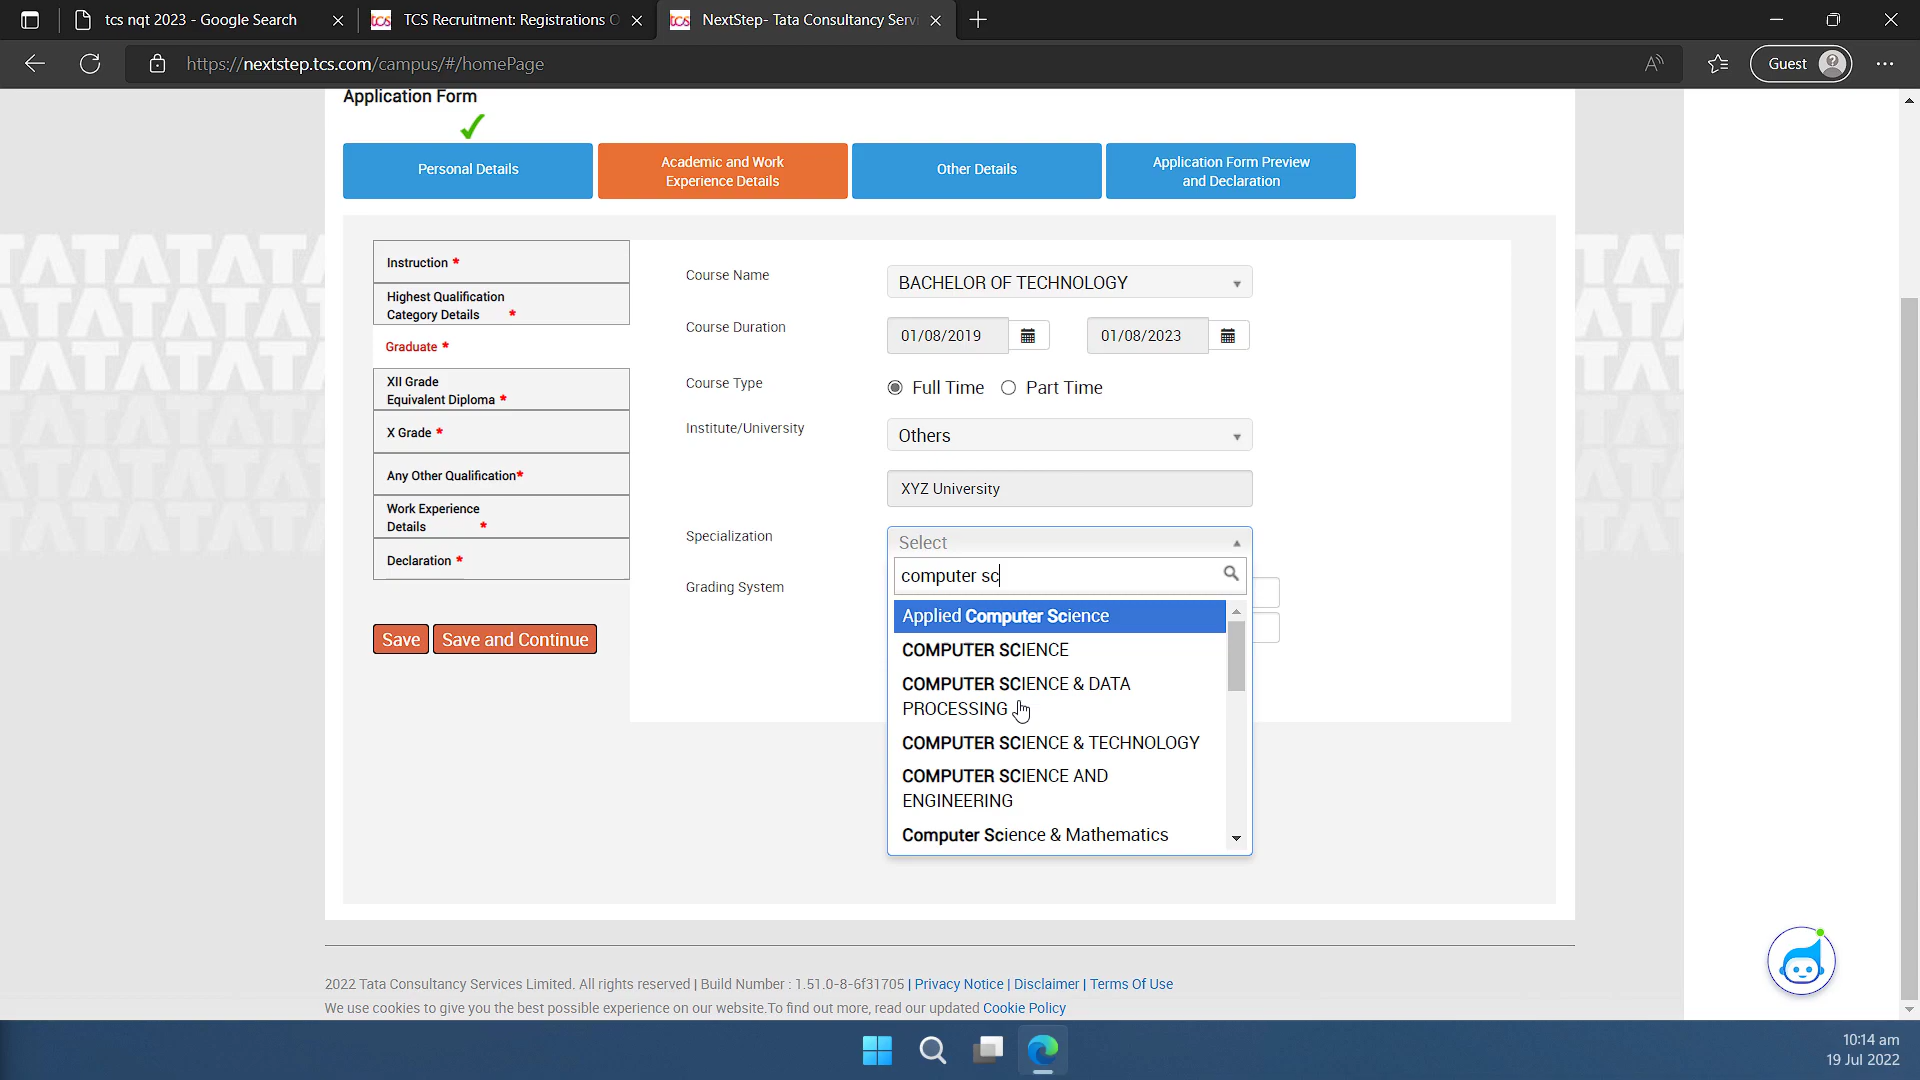 tcs nqt 2023 - Google Search
TCS Recruitment: Registrations O
NextStep- Tata Consultancy Serv
https://nextstep.tcs.com/campus/#/homePage
Guest
Application Form
Personal Details
Academic and Work
Experience Details
Other Details
Application Form Preview
and Declaration
Instruction *
Highest Qualification
Category Details *
Graduate *
XII Grade
Equivalent Diploma *
X Grade *
Any Other Qualification*
Work Experience
Details *
Declaration *
Save
Save and Continue
Course Name
BACHELOR OF TECHNOLOGY
Course Duration
01/08/2019
01/08/2023
Course Type
Full Time
Part Time
Institute/University
Others
XYZ University
Specialization
Select
computer sc
Applied Computer Science
COMPUTER SCIENCE
COMPUTER SCIENCE & DATA
PROCESSING
COMPUTER SCIENCE & TECHNOLOGY
COMPUTER SCIENCE AND
ENGINEERING
Computer Science & Mathematics
Grading System
2022 Tata Consultancy Services Limited. All rights reserved | Build Number : 1.51.0-8-6f31705 | Privacy Notice | Disclaimer | Terms Of Use
We use cookies to give you the best possible experience on our website.To find out more, read our updated Cookie Policy
10:14 am
19 Jul 2022